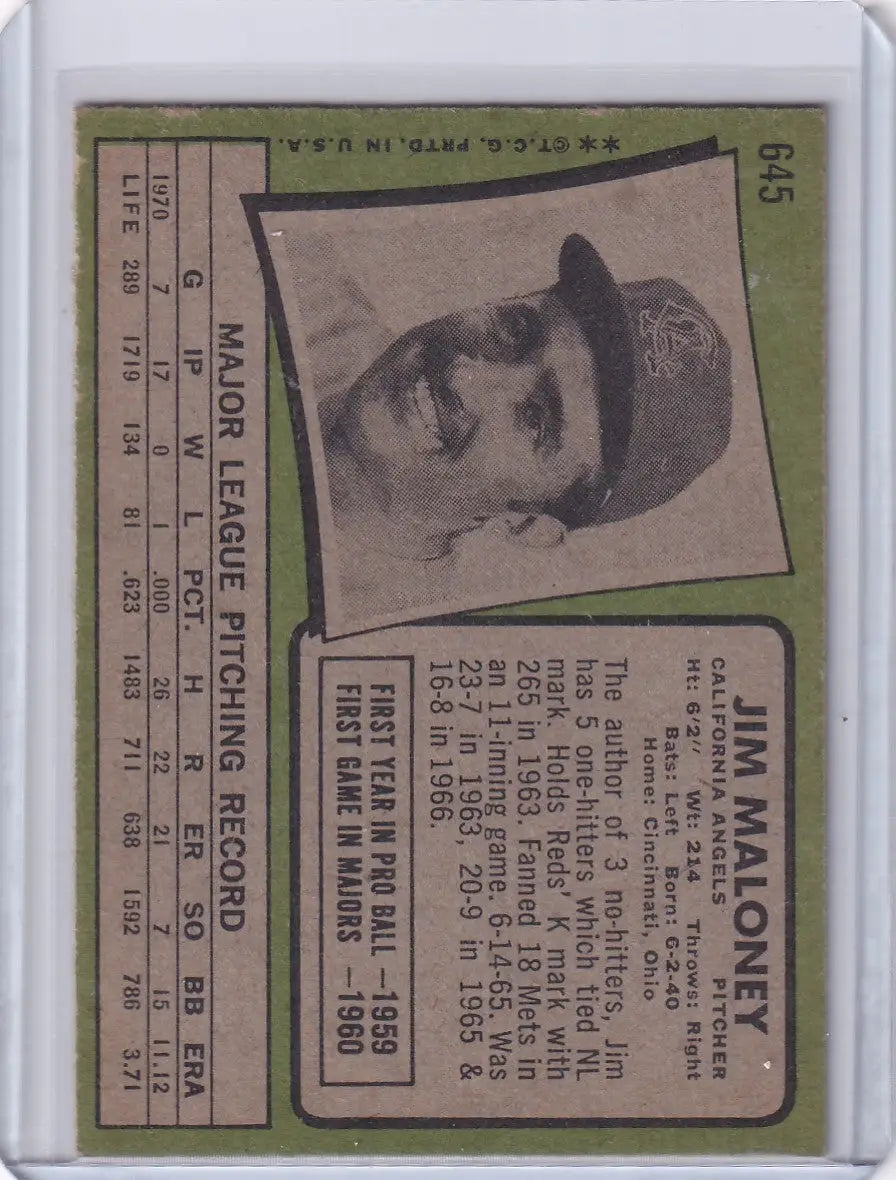 645
**©T.C.G. PRTD. IN U.S.A.
CA
JIM MALONEY
CALIFORNIA ANGELS PITCHER
Ht: 6'2" Wt: 214 Throws: Right
Bats: Left Born: 6-2-40
Home: Cincinnati, Ohio
The author of 3 no-hitters, Jim
has 5 one-hitters which tied NL
mark. Holds Reds' K mark with
265 in 1963. Fanned 18 Mets in
an 11-inning game. 6-14-65. Was
23-7 in 1963, 20-9 in 1965 &
16-8 in 1966.
FIRST YEAR IN PRO BALL —1959
FIRST GAME IN MAJORS —1960
MAJOR LEAGUE PITCHING RECORD
G IP W L PCT. H R ER SO BB ERA
1970 7 17 0 1 .000 26 22 21 7 15 11.12
LIFE 289 1719 134 81 .623 1483 711 638 1592 786 3.71